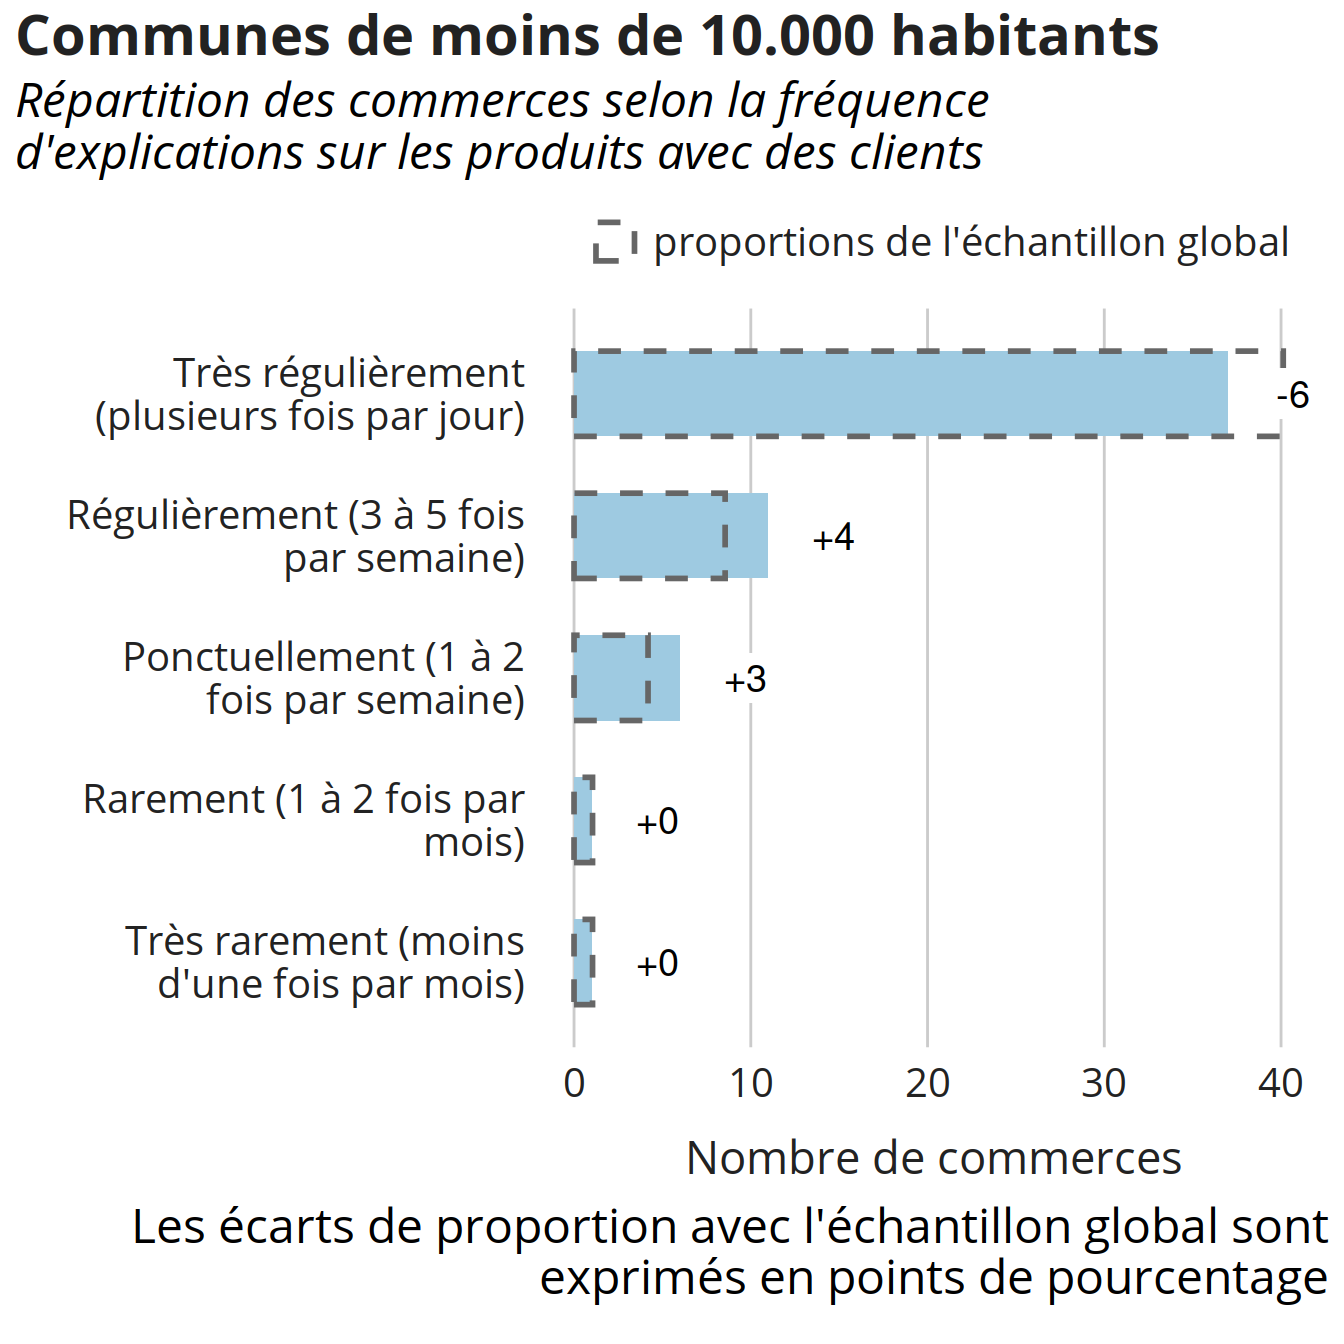 Communes de moins de 10.000 habitants
Répartition des commerces selon la fréquence
d'explications sur les produits avec des clients
proportions de l'échantillon global
Très régulièrement
(plusieurs fois par jour)
-6
Régulièrement (3 à 5 fois
par semaine)
+4
Ponctuellement (1 à 2
fois par semaine)
+3
Rarement (1 à 2 fois par
mois)
+0
Très rarement (moins
d'une fois par mois)
+0
0 10 20 30 40
Nombre de commerces
Les écarts de proportion avec l'échantillon global sont
exprimés en points de pourcentage